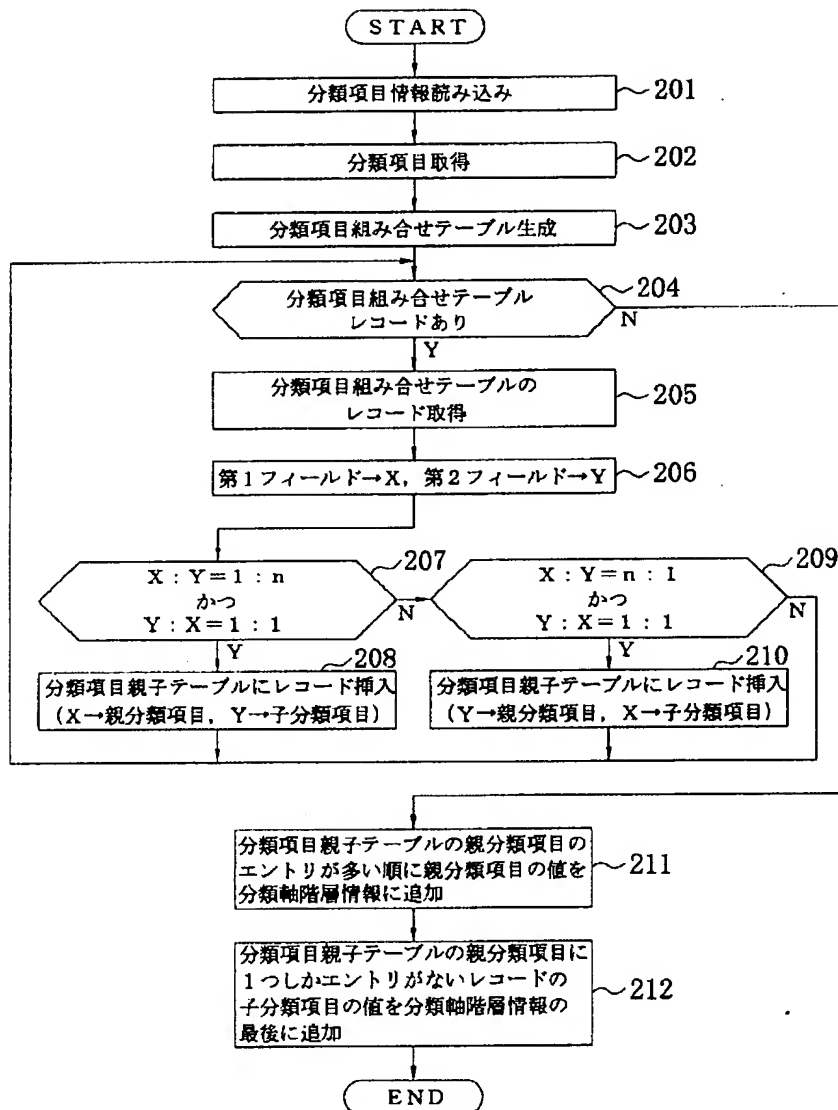 START
分類項目情報読み込み
201
分類項目取得
202
分類項目組み合せテーブル生成
203
分類項目組み合せテーブル
レコードあり
204
N
Y
分類項目組み合せテーブルの
レコード取得
205
第1フィールド→X, 第2フィールド→Y
206
X:Y=1:n
かつ
Y:X=1:1
207
N
Y
X:Y=n:1
かつ
Y:X=1:1
209
N
Y
208
分類項目親子テーブルにレコード挿入
(X→親分類項目, Y→子分類項目)
210
分類項目親子テーブルにレコード挿入
(Y→親分類項目, X→子分類項目)
分類項目親子テーブルの親分類項目の
エントリが多い順に親分類項目の値を
分類軸階層情報に追加
211
分類項目親子テーブルの親分類項目に
1つしかエントリがないレコードの
子分類項目の値を分類軸階層情報の
最後に追加
212
END